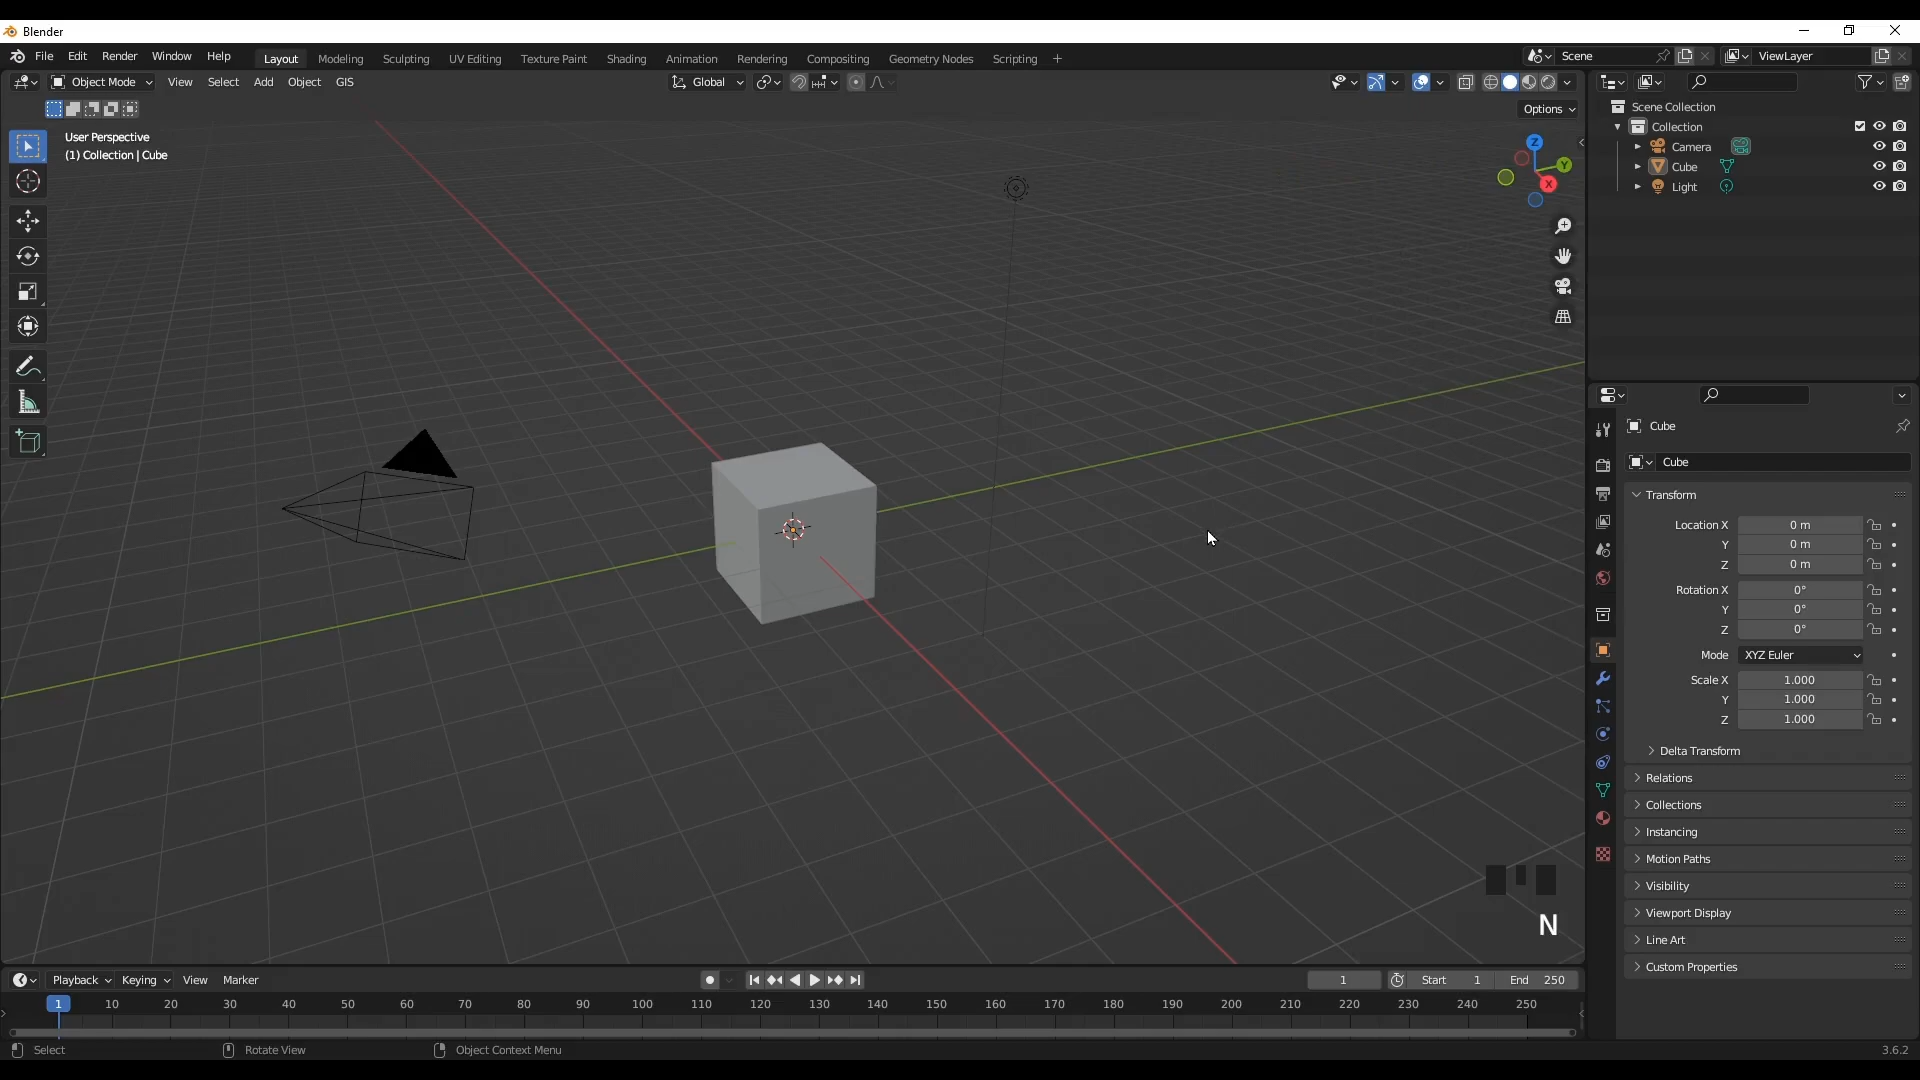 Blender
File Edit Render Window Help Layout Modeling Sculpting UV Editing Texture Paint Shading Animation Rendering Compositing Geometry Nodes Scripting + Scene ViewLayer
Object Mode View Select Add Object GIS Global
Options
User Perspective
(1) Collection | Cube
Z
Y
X
Scene Collection
Collection
Camera
Cube
Light
Cube
Cube
Transform
Location X 0 m
Y 0 m
Z 0 m
Rotation X 0°
Y 0°
Z 0°
Mode XYZ Euler
Scale X 1.000
Y 1.000
Z 1.000
Delta Transform
Relations
Collections
Instancing
Motion Paths
Visibility
Viewport Display
Line Art
Custom Properties
N
Playback Keying View Marker 1 Start 1 End 250
1 10 20 30 40 50 60 70 80 90 100 110 120 130 140 150 160 170 180 190 200 210 220 230 240 250
Select Rotate View Object Context Menu 3.6.2